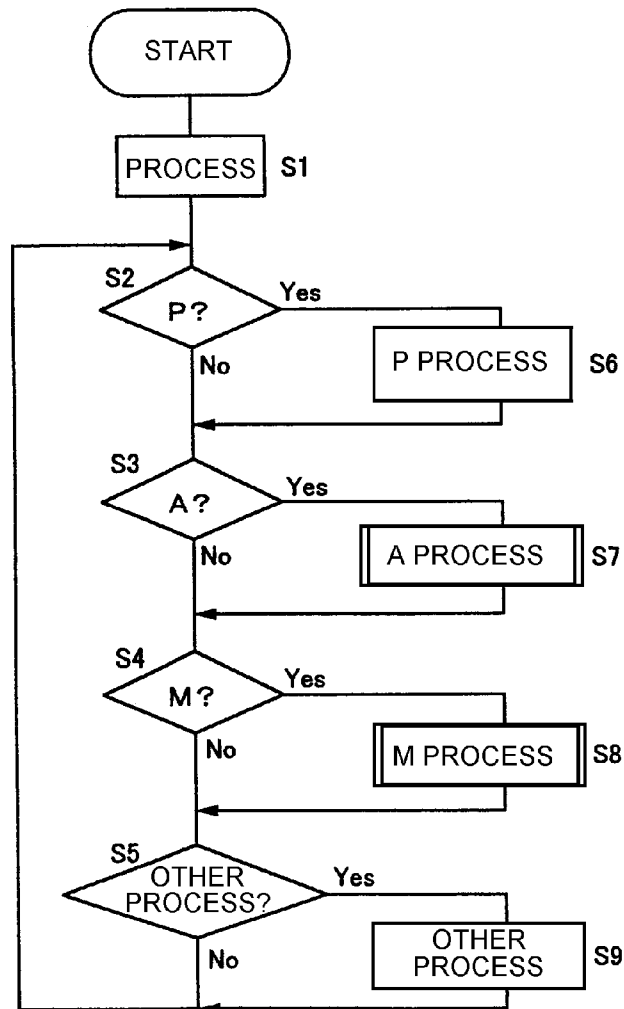 START
PROCESS S1
S2
P?
Yes
No
P PROCESS S6
S3
A?
Yes
No
A PROCESS S7
S4
M?
Yes
No
M PROCESS S8
S5
OTHER
PROCESS?
Yes
No
OTHER
PROCESS
S9